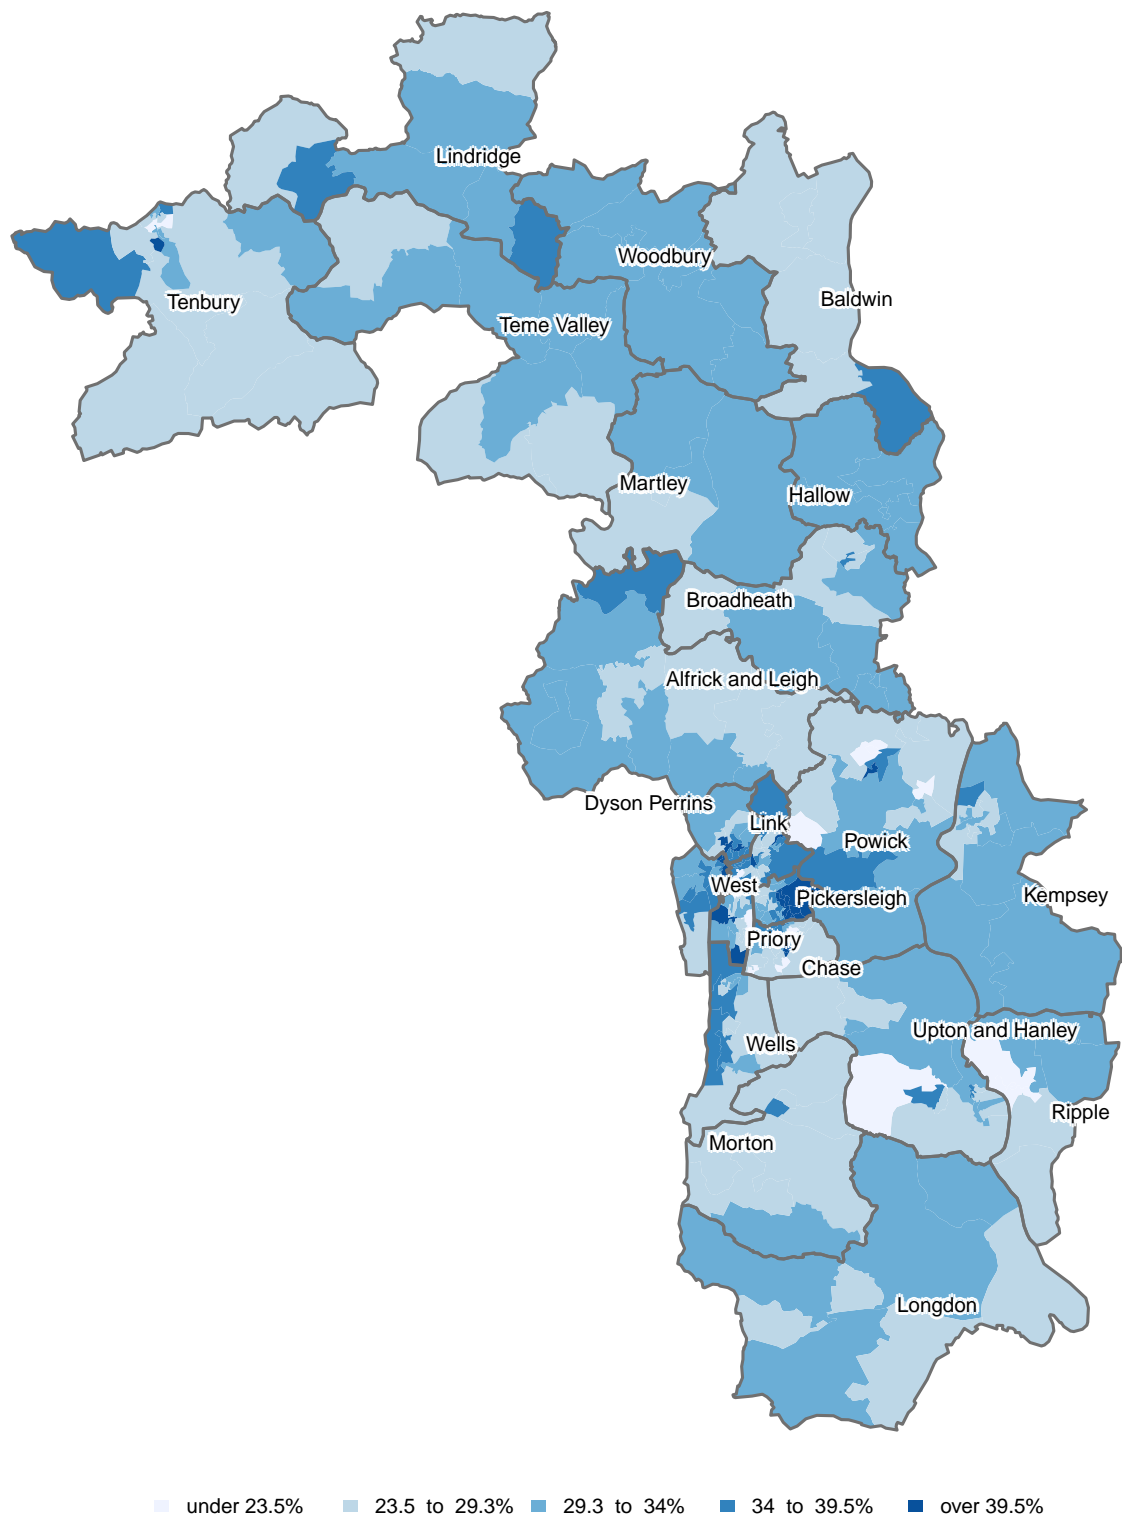 Lindridge
Woodbury
Baldwin
Tenbury
Teme Valley
Martley
Hallow
Broadheath
Alfrick and Leigh
Dyson Perrins
Link
Powick
West
Pickersleigh
Kempsey
Priory
Chase
Upton and Hanley
Wells
Ripple
Morton
Longdon
under 23.5%
23.5 to 29.3%
29.3 to 34%
34 to 39.5%
over 39.5%